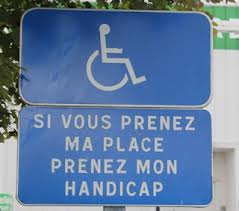 SI VOUS PRENEZ
MA PLACE
PRENEZ MON
HANDICAP